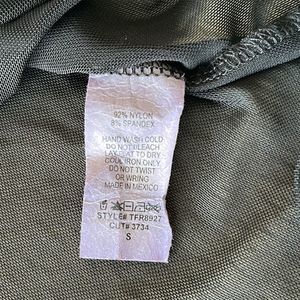 92% NYLON
8% SPANDEX
HAND WASH COLD
DO NOT BLEACH
LAY FLAT TO DRY
COOL IRON ONLY.
DO NOT TWIST
OR WRING
MADE IN MEXICO
STYLE# TFR8927
CUT# 3734
S